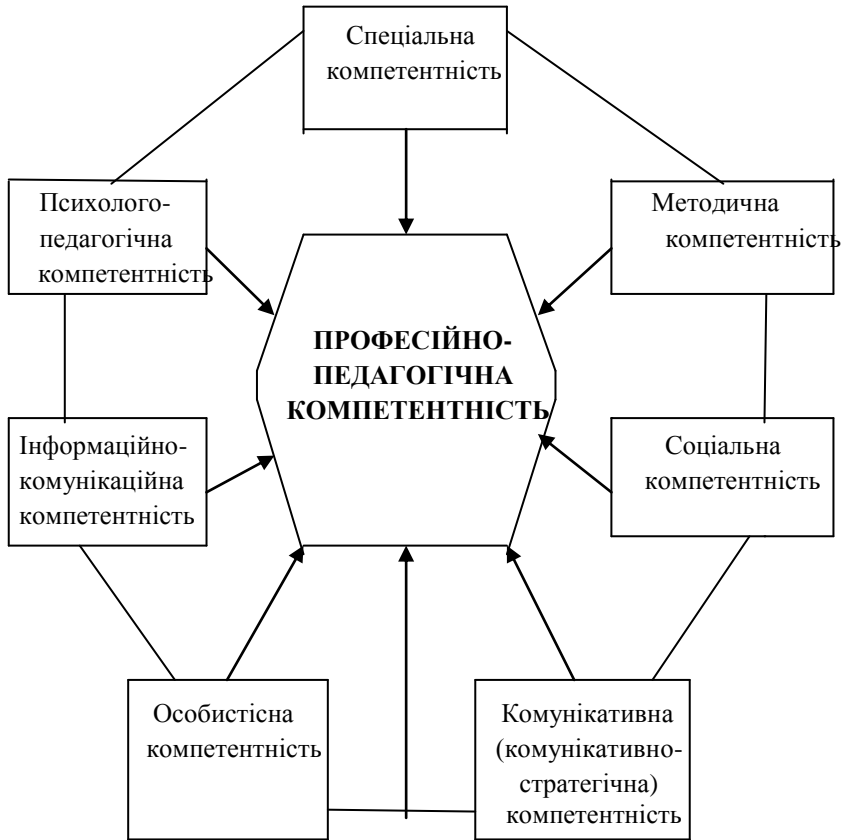 Спеціальна
компетентність
Психолого-
педагогічна
компетентність
Методична
компетентність
ПРОФЕСІЙНО-
ПЕДАГОГІЧНА
КОМПЕТЕНТНІСТЬ
Інформаційно-
комунікаційна
компетентність
Соціальна
компетентність
Особистісна
компетентність
Комунікативна
(комунікативно-
стратегічна)
компетентність